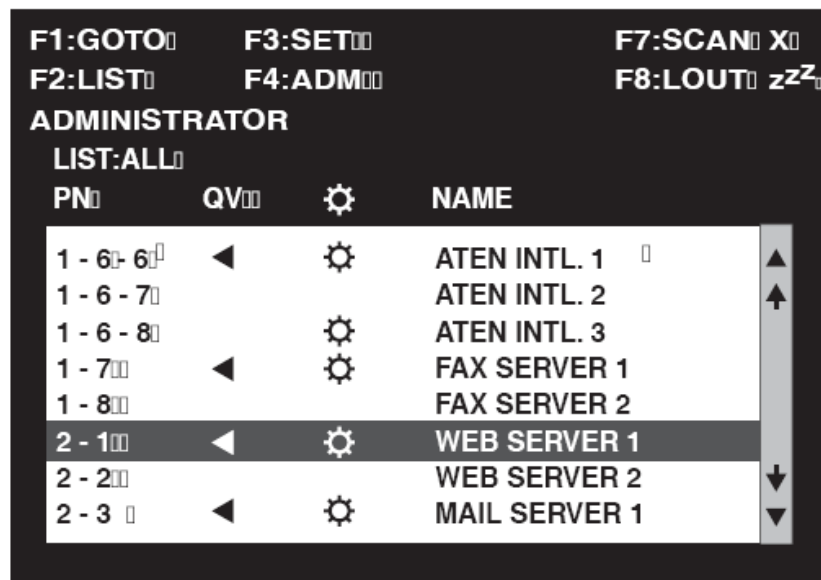 F1:GOTO F3:SET F7:SCAN X
F2:LIST F4:ADM F8:LOUT zzz
ADMINISTRATOR
LIST:ALL
PN QV NAME
1 - 6 - 6 ATEN INTL. 1
1 - 6 - 7 ATEN INTL. 2
1 - 6 - 8 ATEN INTL. 3
1 - 7 FAX SERVER 1
1 - 8 FAX SERVER 2
2 - 1 WEB SERVER 1
2 - 2 WEB SERVER 2
2 - 3 MAIL SERVER 1